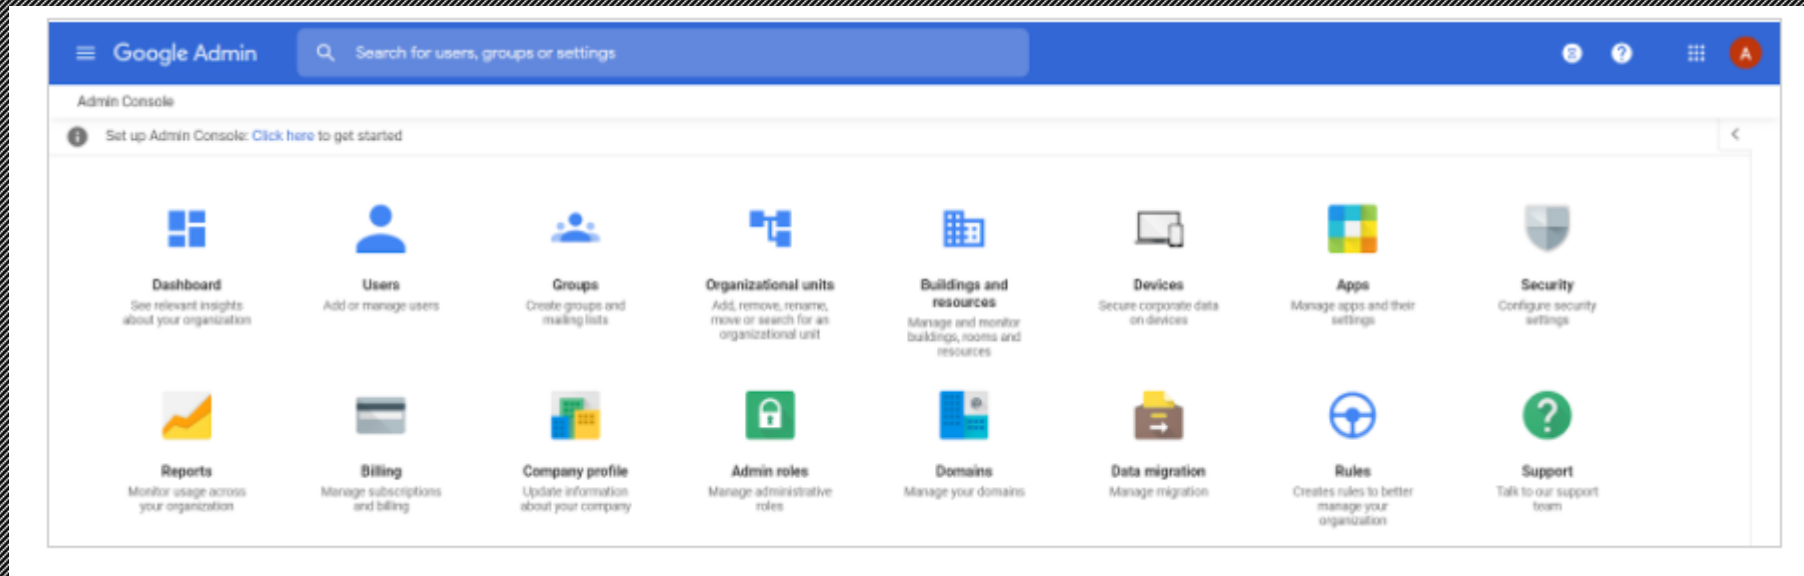 Google Admin
Search for users, groups or settings
A
Admin Console
Set up Admin Console: Click here to get started
Dashboard
See relevant insights
about your organization
Users
Add or manage users
Groups
Create groups and
mailing lists
Organizational units
Add, remove, rename,
move or search for an
organizational unit
Buildings and
resources
Manage and monitor
buildings, rooms and
resources
Devices
Secure corporate data
on devices
Apps
Manage apps and their
settings
Security
Configure security
settings
Reports
Monitor usage across
your organization
Billing
Manage subscriptions
and billing
Company profile
Update information
about your company
Admin roles
Manage administrative
roles
Domains
Manage your domains
Data migration
Manage migration
Rules
Creates rules to better
manage your
organization
Support
Talk to our support
team